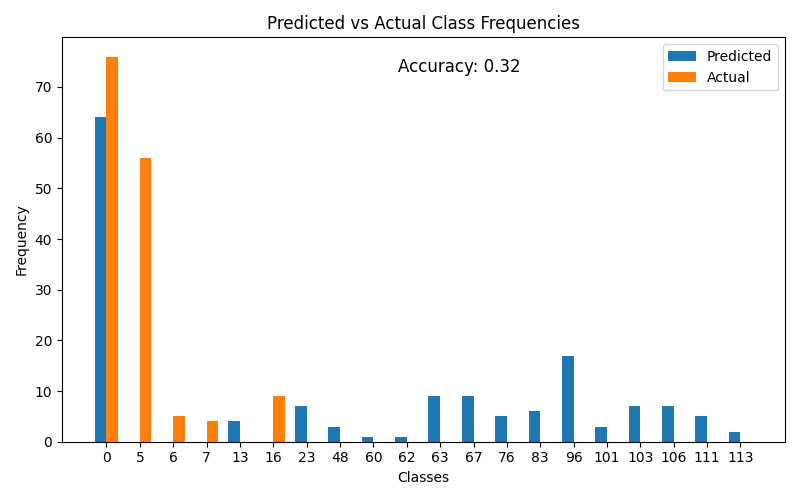 Predicted vs Actual Class Frequencies
Accuracy: 0.32
Predicted
Actual
Frequency
70
60
50
40
30
20
10
0
0 5 6 7 13 16 23 48 60 62 63 67 76 83 96 101 103 106 111 113
Classes